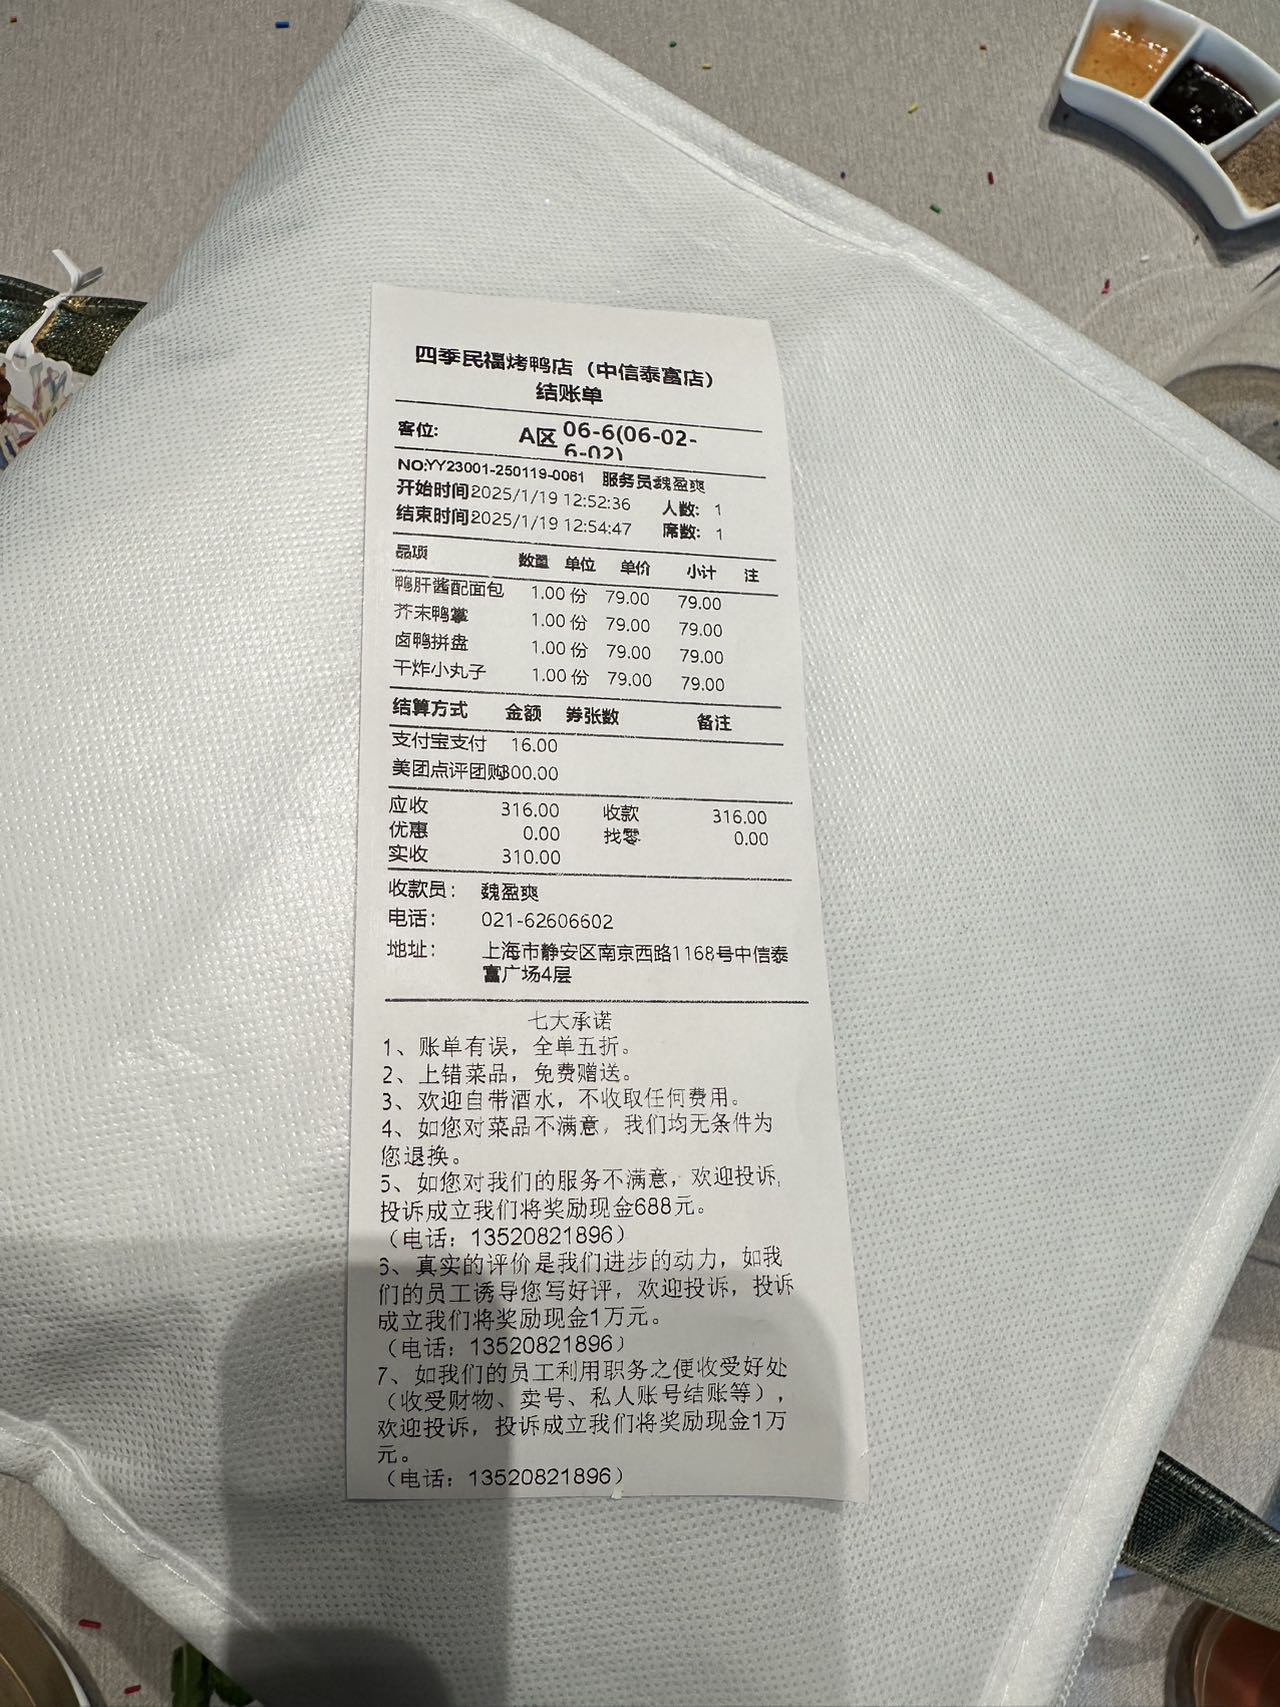 四季民福烤鸭店（中信泰富店）
结账单
客位: A区 06-6(06-02-
6-02)
NO:YY23001-250119-0061 服务员魏盈爽
开始时间2025/1/19 12:52:36 人数: 1
结束时间2025/1/19 12:54:47 席数: 1
品项 数量 单位 单价 小计 注
鸭肝酱配面包 1.00 份 79.00 79.00
芥末鸭掌 1.00 份 79.00 79.00
卤鸭拼盘 1.00 份 79.00 79.00
干炸小丸子 1.00 份 79.00 79.00
结算方式 金额 券张数 备注
支付宝支付 16.00
美团点评团购300.00
应收 316.00 收款 316.00
优惠 0.00 找零 0.00
实收 310.00
收款员: 魏盈爽
电话: 021-62606602
地址: 上海市静安区南京西路1168号中信泰
富广场4层
七大承诺
1、账单有误，全单五折。
2、上错菜品，免费赠送。
3、欢迎自带酒水，不收取任何费用。
4、如您对菜品不满意，我们均无条件为
您退换。
5、如您对我们的服务不满意，欢迎投诉,
投诉成立我们将奖励现金688元。
（电话：13520821896）
6、真实的评价是我们进步的动力，如我
们的员工诱导您写好评，欢迎投诉，投诉
成立我们将奖励现金1万元。
（电话：13520821896）
7、如我们的员工利用职务之便收受好处
（收受财物、卖号、私人账号结账等），
欢迎投诉，投诉成立我们将奖励现金1万
元。
（电话：13520821896）